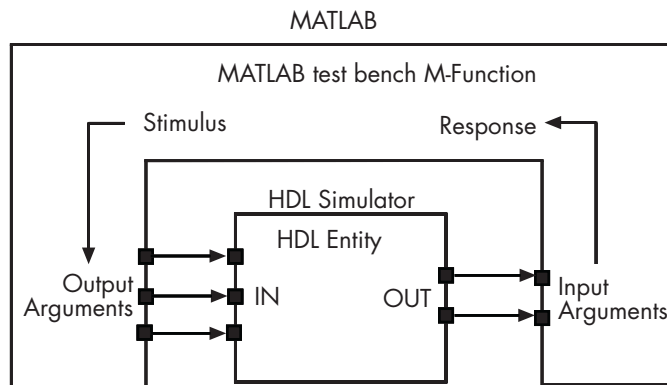 MATLAB
MATLAB test bench M-Function
Stimulus
Response
HDL Simulator
HDL Entity
Output
Arguments
IN
OUT
Input
Arguments